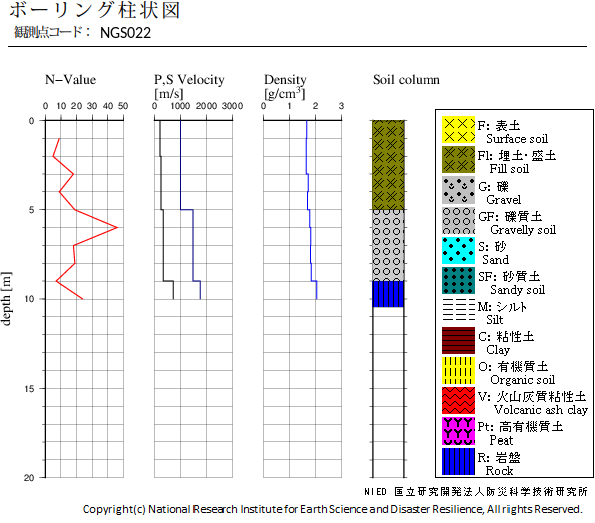 ボーリング柱状図
観測点コード： NGS022
N-Value
P,S Velocity
[m/s]
Density
[g/cm3]
Soil column
0 10 20 30 40 50
0 1000 2000 3000
0 1 2 3
depth [m]
0
5
10
15
20
F: 表土
Surface soil
Fl: 埋土・盛土
Fill soil
G: 礫
Gravel
GF: 礫質土
Gravelly soil
S: 砂
Sand
SF: 砂質土
Sandy soil
M: シルト
Silt
C: 粘性土
Clay
O: 有機質土
Organic soil
V: 火山灰質粘性土
Volcanic ash clay
Pt: 高有機質土
Peat
R: 岩盤
Rock
NIED 国立研究開発法人防災科学技術研究所
Copyright(c) National Research Institute for Earth Science and Disaster Resilience, All rights Reserved.